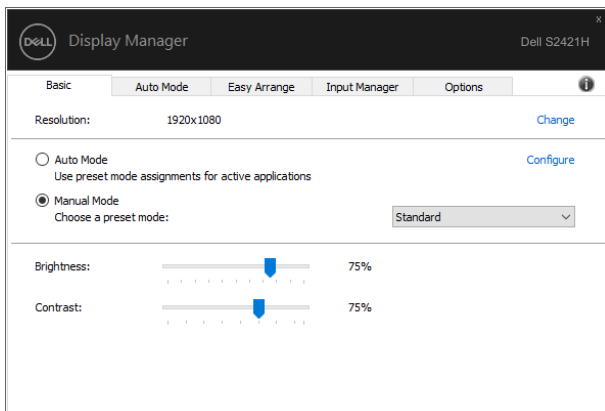 x
DELL Display Manager Dell S2421H
Basic Auto Mode Easy Arrange Input Manager Options i
Resolution: 1920x1080 Change
Auto Mode Configure
Use preset mode assignments for active applications
Manual Mode
Choose a preset mode: Standard
Brightness: 75%
Contrast: 75%